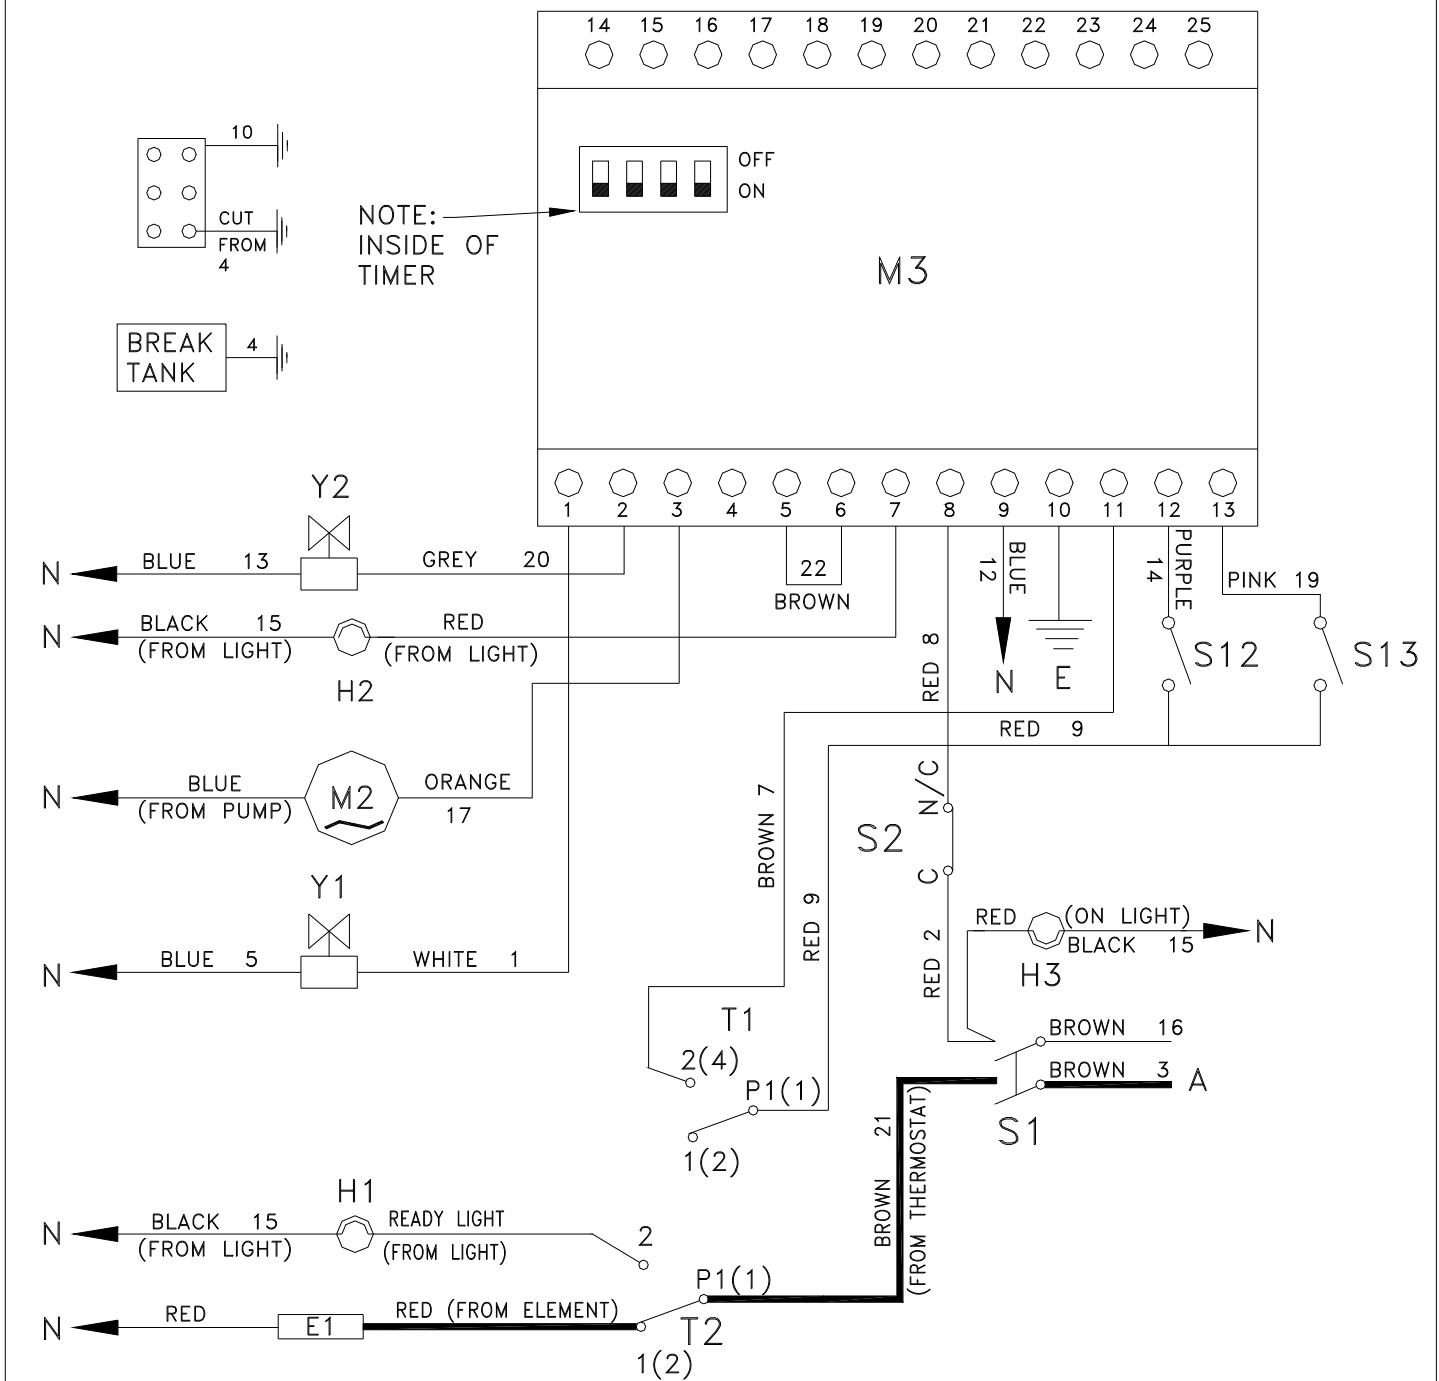 14 15 16 17 18 19 20 21 22 23 24 25
OFF
ON
NOTE:
INSIDE OF
TIMER
M3
10
CUT
FROM
4
BREAK
TANK
4
1 2 3 4 5 6 7 8 9 10 11 12 13
Y2
N BLUE 13 GREY 20
N BLACK 15 RED
(FROM LIGHT) (FROM LIGHT)
H2
22
BROWN
RED 8
12 BLUE
N
E
14 PURPLE
PINK 19
S12
S13
RED 9
N BLUE M2 ORANGE
(FROM PUMP) 17
BROWN 7
RED 9
S2
N/C
C
RED 2
Y1
N BLUE 5 WHITE 1
RED (ON LIGHT) N
BLACK 15
H3
T1
2(4)
P1(1)
1(2)
BROWN 16
BROWN 3 A
S1
BROWN 21
(FROM THERMOSTAT)
H1
N BLACK 15 READY LIGHT
(FROM LIGHT) (FROM LIGHT)
2
P1(1)
N RED E1 RED (FROM ELEMENT)
T2
1(2)